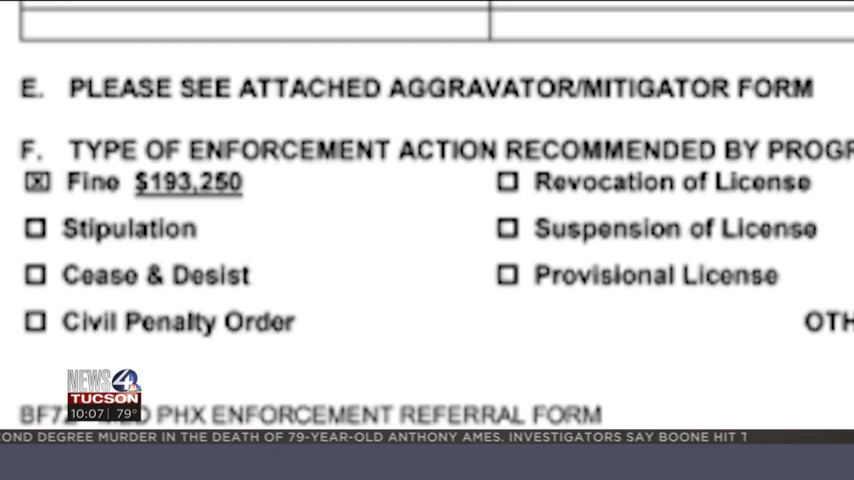 E. PLEASE SEE ATTACHED AGGRAVATOR/MITIGATOR FORM
F. TYPE OF ENFORCEMENT ACTION RECOMMENDED BY PROGR
☒ Fine $193,250
☐ Revocation of License
☐ Stipulation
☐ Suspension of License
☐ Cease & Desist
☐ Provisional License
☐ Civil Penalty Order
OTH
NEWS 4
TUCSON
10:07 79°
PHX ENFORCEMENT REFERRAL FORM
COND DEGREE MURDER IN THE DEATH OF 79-YEAR-OLD ANTHONY AMES. INVESTIGATORS SAY BOONE HIT T